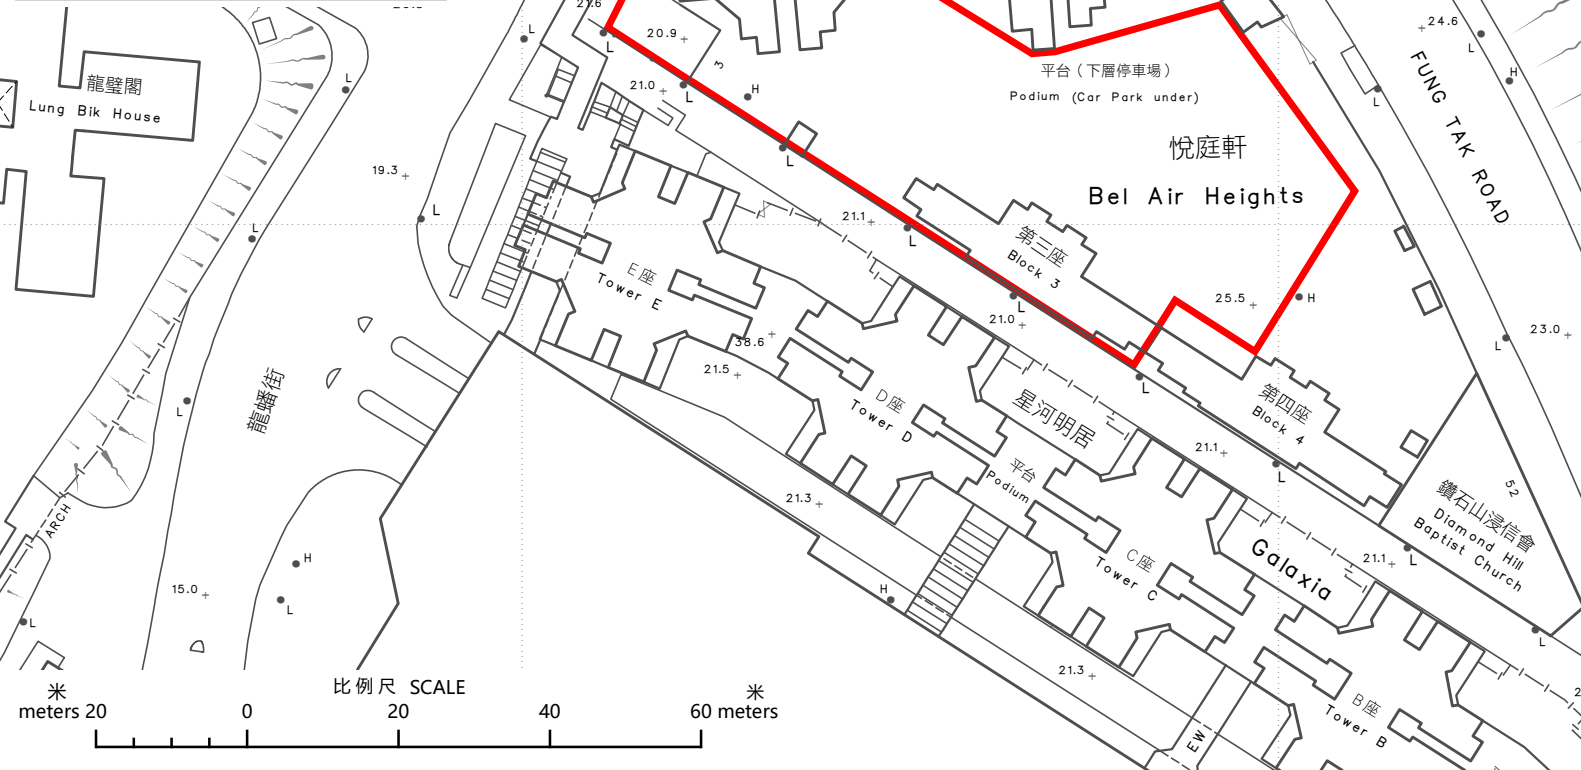 21.6
20.9
21.0
3
L
L
L
H
L
龍璧閣
Lung Bik House
L
L
L
19.3
L
21.1
L
平台（下層停車場）
Podium (Car Park under)
悅庭軒
Bel Air Heights
24.6
L
H
L
FUNG TAK ROAD
第三座
Block 3
25.5
H
L
23.0
L
21.0
L
E座
Tower E
38.6
21.5
D座
Tower D
星河明居
第四座
Block 4
21.1
L
龍蟠街
L
平台
Podium
21.3
52
鑽石山浸信會
Diamond Hill
Baptist Church
ARCH
C座
Tower C
Galaxia
21.1
L
H
L
15.0
L
H
L
21.3
B座
Tower B
EW
比例尺 SCALE
米
米
meters 20
0
20
40
60 meters